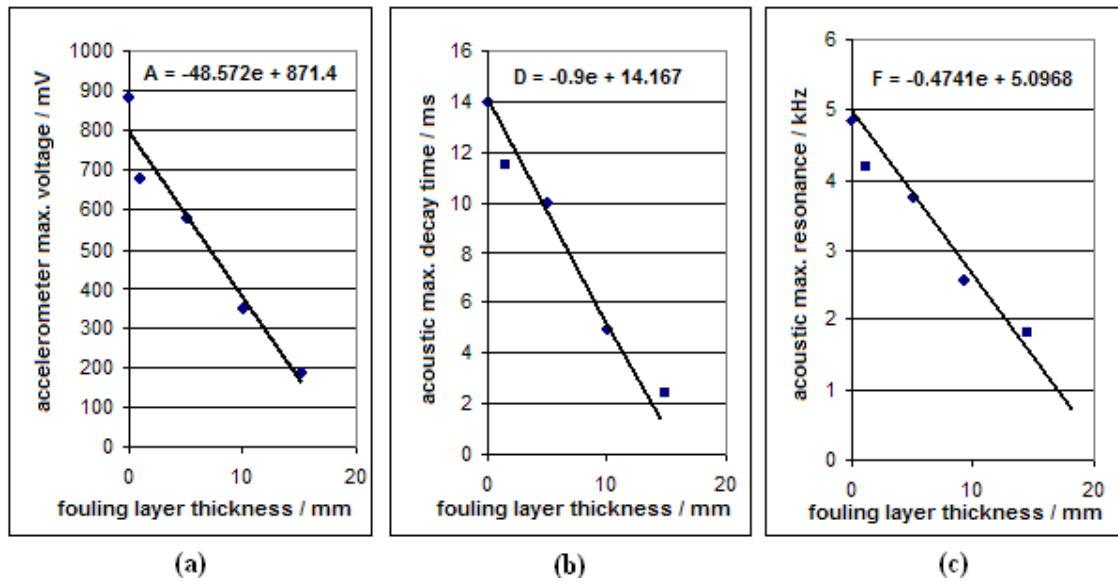 1000
900
800
700
600
500
400
300
200
100
0
accelerometer max. voltage / mV
A = -48.572e + 871.4
0 10 20
fouling layer thickness / mm
(a)
16
14
12
10
8
6
4
2
0
acoustic max. decay time / ms
D = -0.9e + 14.167
0 10 20
fouling layer thickness / mm
(b)
6
5
4
3
2
1
0
acoustic max. resonance / kHz
F = -0.4741e + 5.0968
0 10 20
fouling layer thickness / mm
(c)